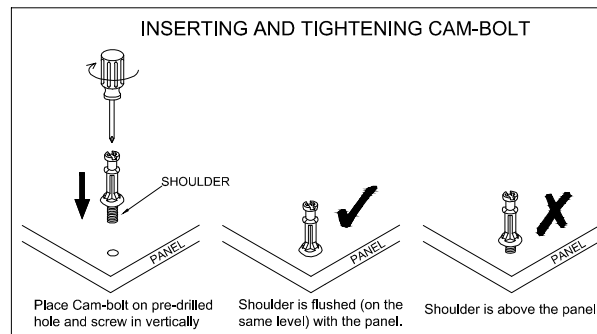 INSERTING AND TIGHTENING CAM-BOLT
SHOULDER
PANEL
Place Cam-bolt on pre-drilled
hole and screw in vertically
PANEL
Shoulder is flushed (on the
same level) with the panel.
PANEL
Shoulder is above the panel